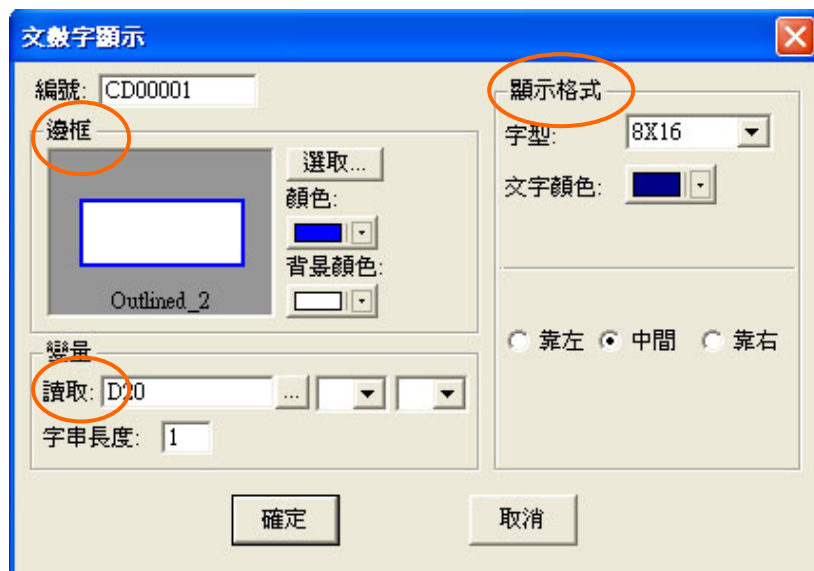 文數字顯示
編號: CD00001
邊框
選取...
顏色:
背景顏色:
Outlined_2
變量
讀取: D20 ...
字串長度: 1
顯示格式
字型: 8X16
文字顏色:
靠左 中間 靠右
確定 取消